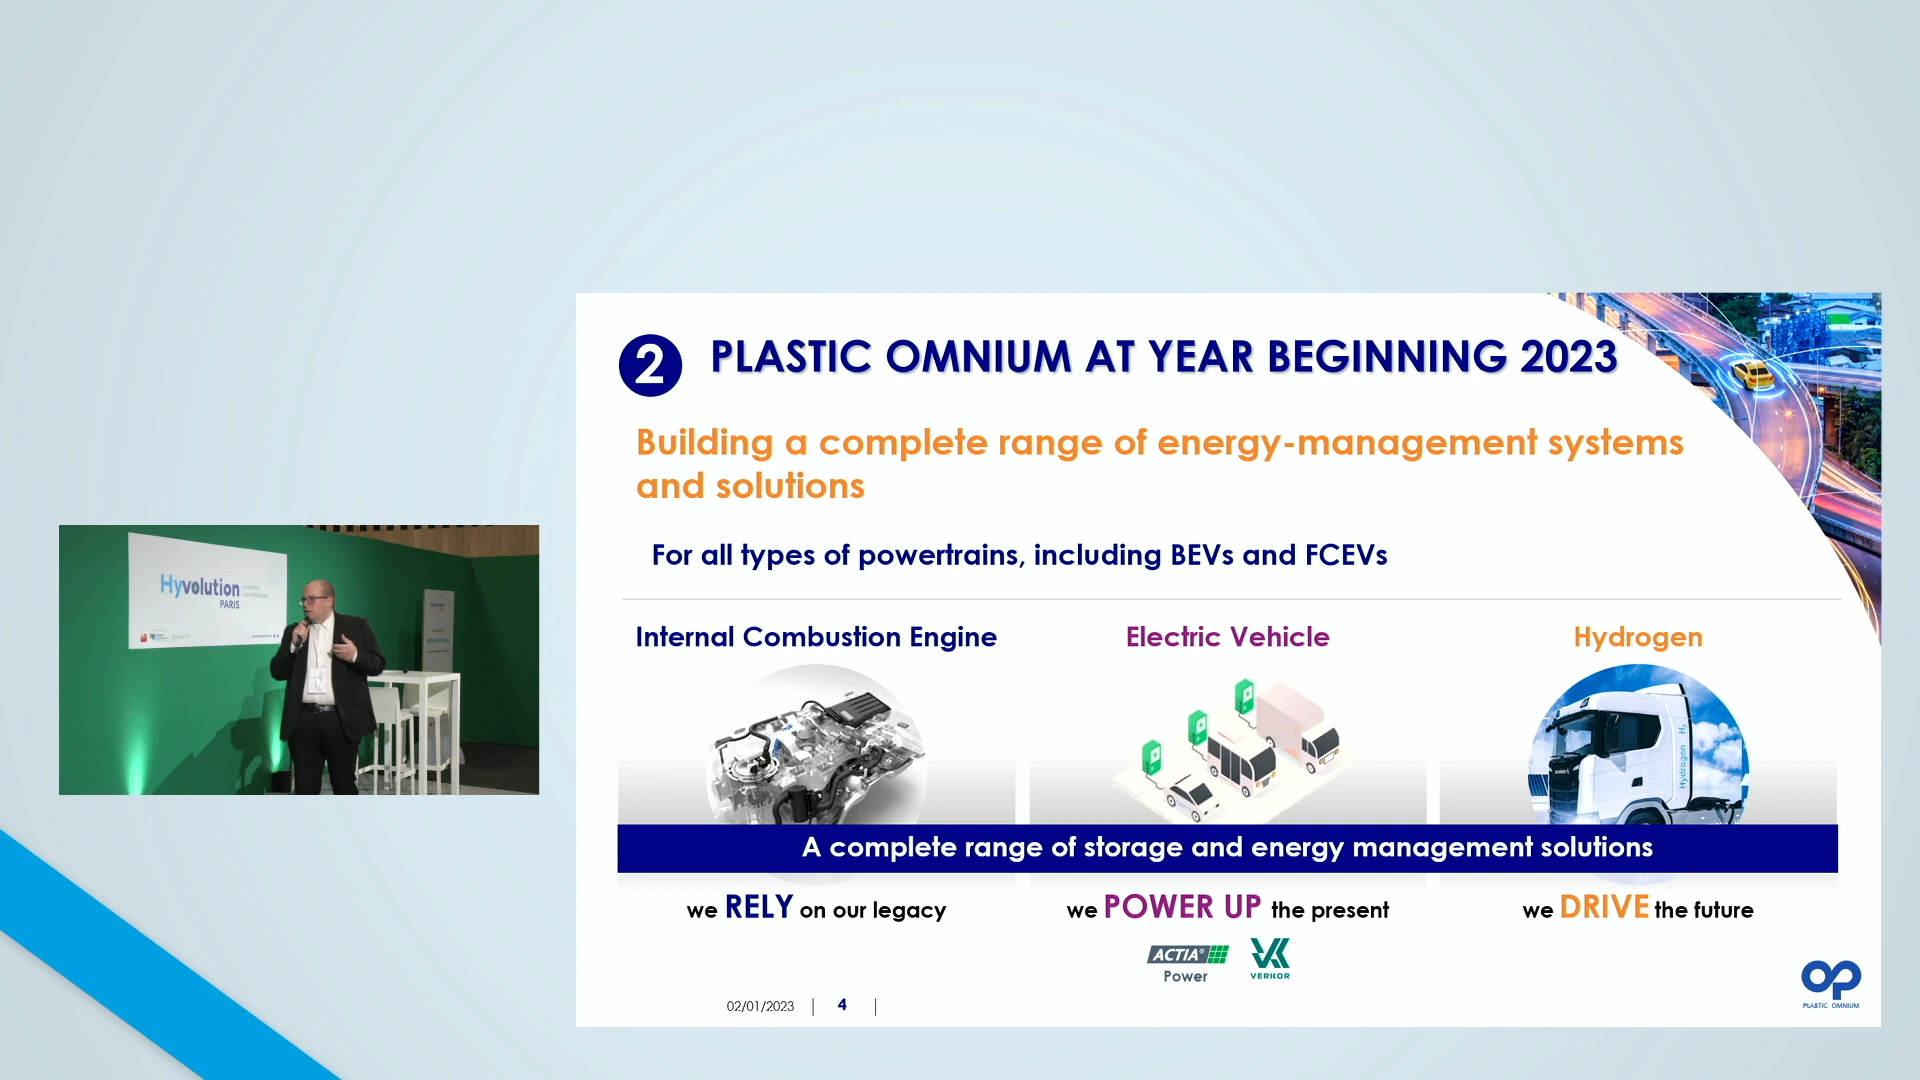 2 PLASTIC OMNIUM AT YEAR BEGINNING 2023
Building a complete range of energy-management systems
and solutions
For all types of powertrains, including BEVs and FCEVs
Internal Combustion Engine
Electric Vehicle
Hydrogen
Hydrogen H₂
A complete range of storage and energy management solutions
we RELY on our legacy
we POWER UP the present
we DRIVE the future
ACTIA®
Power
VERKOR
02/01/2023 | 4 |
PLASTIC OMNIUM
Hyvolution
PARIS